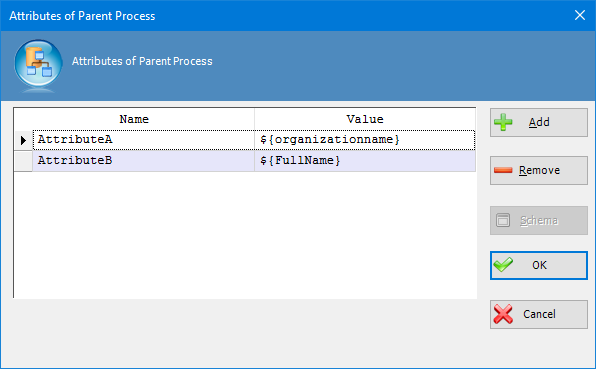 Attributes of Parent Process
Attributes of Parent Process
Name Value
AttributeA ${organizationname}
AttributeB ${FullName}
Add
Remove
Schema
OK
Cancel